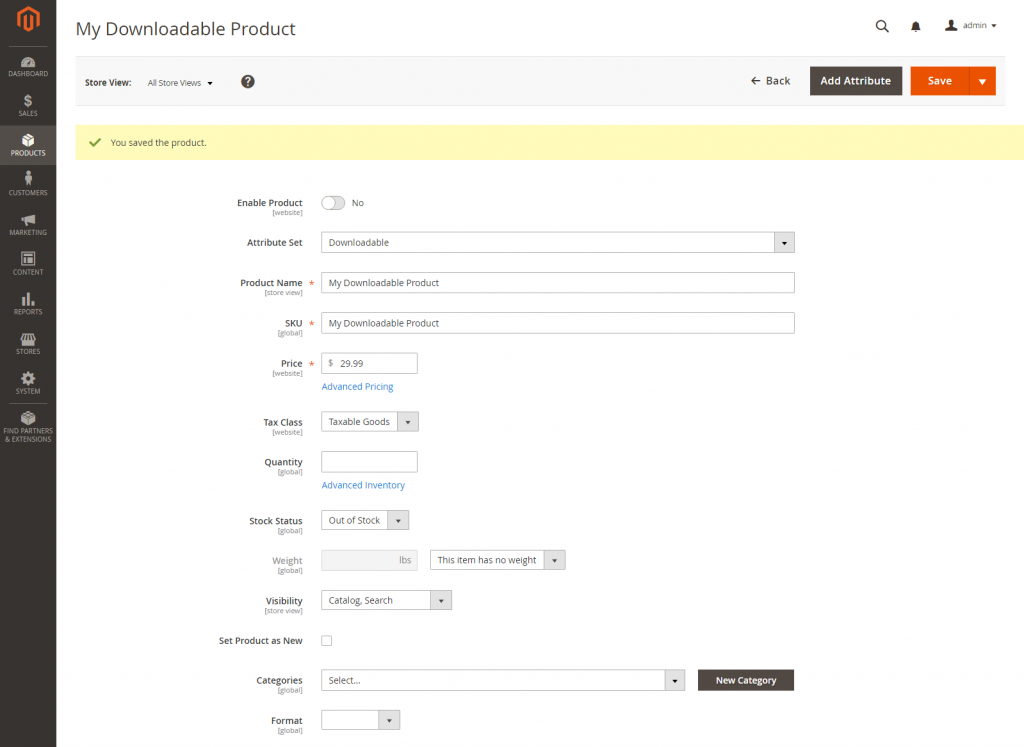 My Downloadable Product
admin
DASHBOARD
SALES
PRODUCTS
CUSTOMERS
MARKETING
CONTENT
REPORTS
STORES
SYSTEM
FIND PARTNERS
& EXTENSIONS
Store View: All Store Views ?
Back
Add Attribute
Save
You saved the product.
Enable Product No
[website]
Attribute Set Downloadable
Product Name * My Downloadable Product
[store view]
SKU * My Downloadable Product
[global]
Price * $ 29.99
[website]
Advanced Pricing
Tax Class Taxable Goods
[website]
Quantity
[global]
Advanced Inventory
Stock Status Out of Stock
[global]
Weight lbs This item has no weight
[global]
Visibility Catalog, Search
[store view]
Set Product as New
Categories Select... New Category
[global]
Format
[global]